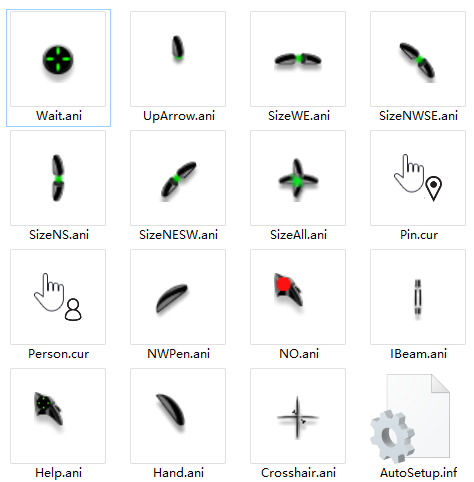 Wait.ani
UpArrow.ani
SizeWE.ani
SizeNWSE.ani
SizeNS.ani
SizeNESW.ani
SizeAll.ani
Pin.cur
Person.cur
NWPen.ani
NO.ani
IBeam.ani
Help.ani
Hand.ani
Crosshair.ani
AutoSetup.inf